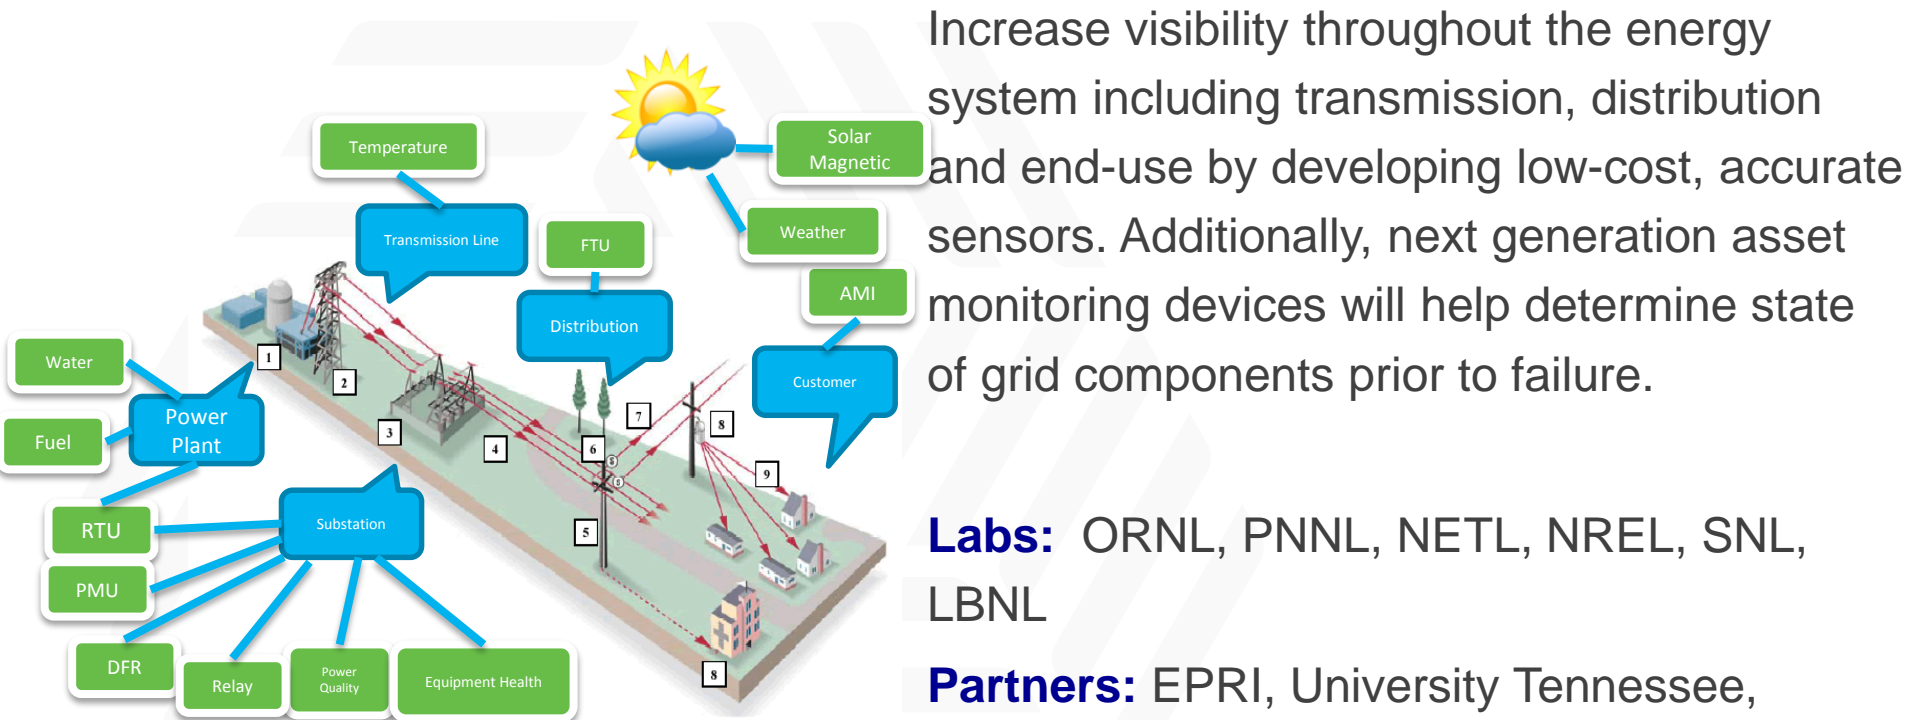 Increase visibility throughout the energy
system including transmission, distribution
and end-use by developing low-cost, accurate
sensors. Additionally, next generation asset
monitoring devices will help determine state
of grid components prior to failure.
Labs: ORNL, PNNL, NETL, NREL, SNL,
LBNL
Partners: EPRI, University Tennessee,
Temperature
Solar
Magnetic
Transmission Line
FTU
Weather
AMI
Distribution
Water
Customer
Power
Plant
Fuel
RTU
Substation
PMU
DFR
Relay
Power
Quality
Equipment Health
1
2
3
4
5
6
7
8
9
8